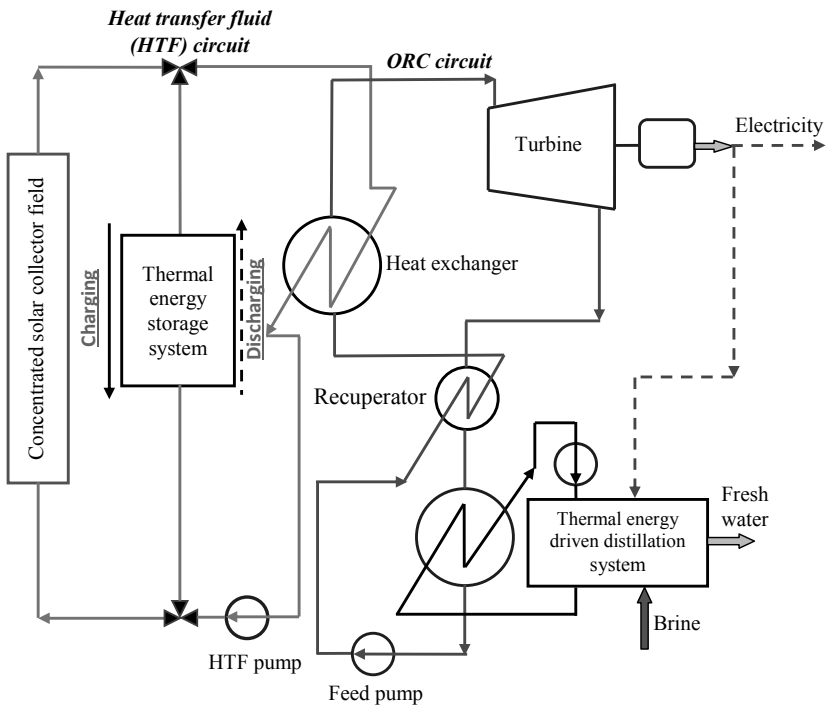 Heat transfer fluid
(HTF) circuit
ORC circuit
Turbine
Electricity
Concentrated solar collector field
Charging
Thermal
energy
storage
system
Discharging
Heat exchanger
Recuperator
Thermal energy
driven distillation
system
Fresh
water
Brine
HTF pump
Feed pump